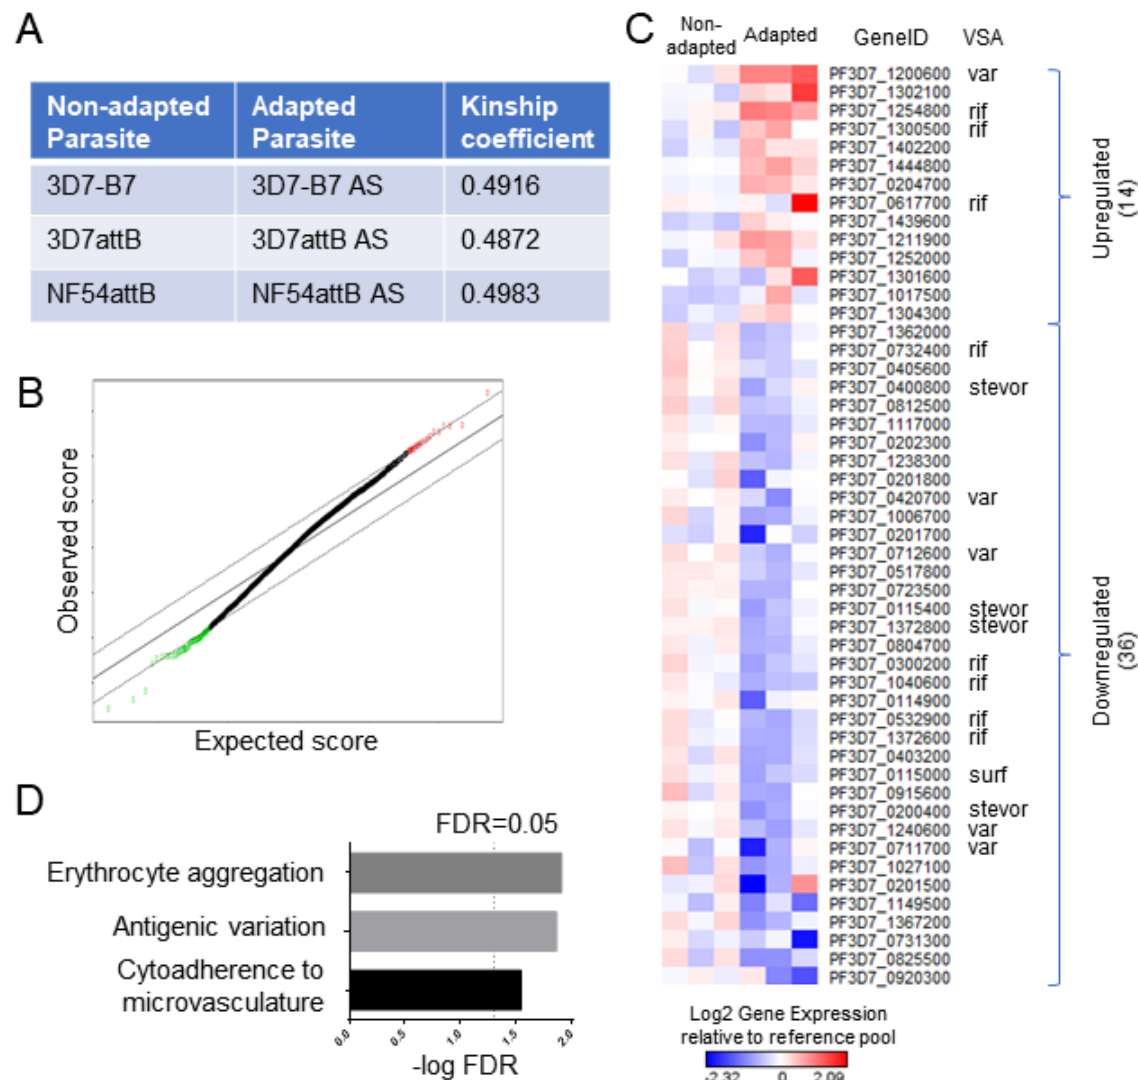 A
Non-adapted Parasite Adapted Parasite Kinship coefficient
3D7-B7 3D7-B7 AS 0.4916
3D7attB 3D7attB AS 0.4872
NF54attB NF54attB AS 0.4983
B
Observed score
Expected score
C
Non-adapted Adapted GeneID VSA
PF3D7_1200600 var
PF3D7_1302100
PF3D7_1254800 rif
PF3D7_1300500 rif
PF3D7_1402200
PF3D7_1444800
PF3D7_0204700
PF3D7_0617700 rif
PF3D7_1439600
PF3D7_1211900
PF3D7_1252000
PF3D7_1301600
PF3D7_1017500
PF3D7_1304300
PF3D7_1362000
PF3D7_0732400 rif
PF3D7_0405600
PF3D7_0400800 stevor
PF3D7_0812500
PF3D7_1117000
PF3D7_0202300
PF3D7_1238300
PF3D7_0201800
PF3D7_0420700 var
PF3D7_1006700
PF3D7_0201700
PF3D7_0712600 var
PF3D7_0517800
PF3D7_0723500
PF3D7_0115400 stevor
PF3D7_1372800 stevor
PF3D7_0804700
PF3D7_0300200 rif
PF3D7_1040600 rif
PF3D7_0114900
PF3D7_0532900 rif
PF3D7_1372600 rif
PF3D7_0403200
PF3D7_0115000 surf
PF3D7_0915600
PF3D7_0200400 stevor
PF3D7_1240600 var
PF3D7_0711700 var
PF3D7_1027100
PF3D7_0201500
PF3D7_1149500
PF3D7_1367200
PF3D7_0731300
PF3D7_0825500
PF3D7_0920300
Upregulated
(14)
Downregulated
(36)
Log2 Gene Expression
relative to reference pool
-2.32 0 2.09
D
FDR=0.05
Erythrocyte aggregation
Antigenic variation
Cytoadherence to
microvasculature
0.0 0.5 1.0 1.5 2.0
-log FDR